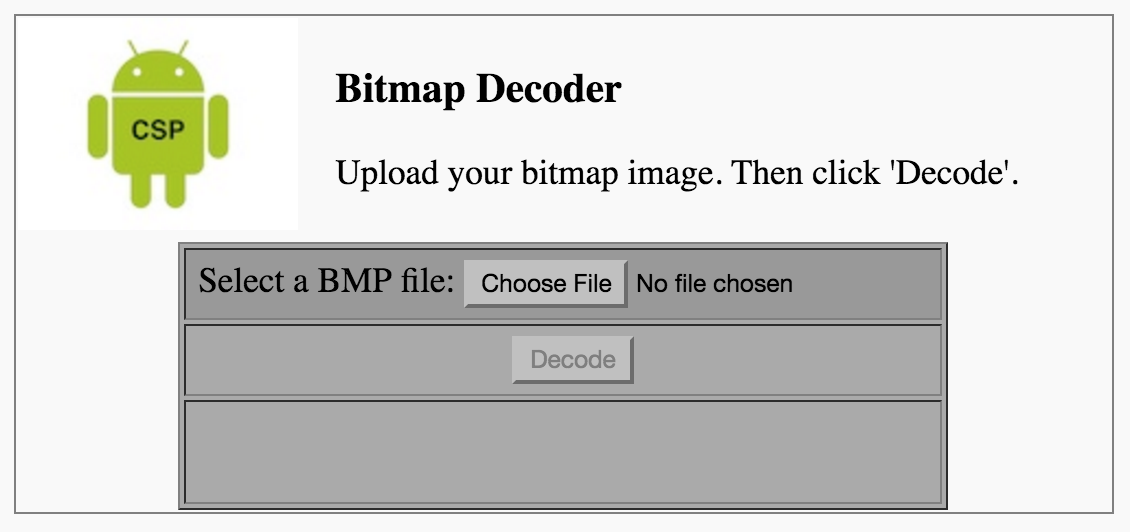 CSP
Bitmap Decoder
Upload your bitmap image. Then click 'Decode'.
Select a BMP file: Choose File No file chosen
Decode